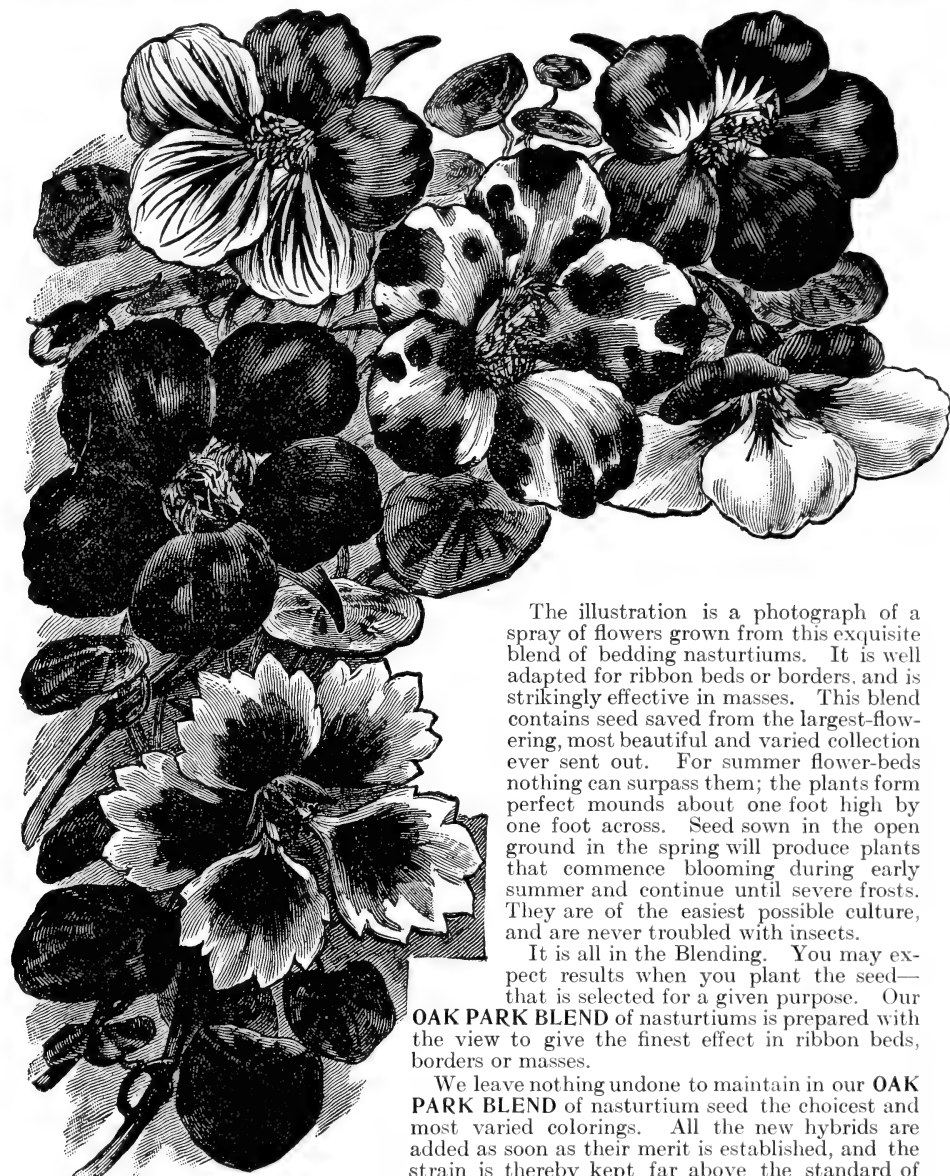 The illustration is a photograph of a
spray of flowers grown from this exquisite
blend of bedding nasturtiums. It is well
adapted for ribbon beds or borders, and is
strikingly effective in masses. This blend
contains seed saved from the largest-flow-
ering, most beautiful and varied collection
ever sent out. For summer flower-beds
nothing can surpass them; the plants form
perfect mounds about one foot high by
one foot across. Seed sown in the open
ground in the spring will produce plants
that commence blooming during early
summer and continue until severe frosts.
They are of the easiest possible culture,
and are never troubled with insects.
It is all in the Blending. You may ex-
pect results when you plant the seed—
that is selected for a given purpose. Our
OAK PARK BLEND of nasturtiums is prepared with
the view to give the finest effect in ribbon beds,
borders or masses.
We leave nothing undone to maintain in our OAK
PARK BLEND of nasturtium seed the choicest and
most varied colorings. All the new hybrids are
added as soon as their merit is established, and the
strain is thereby kept far above the standard of